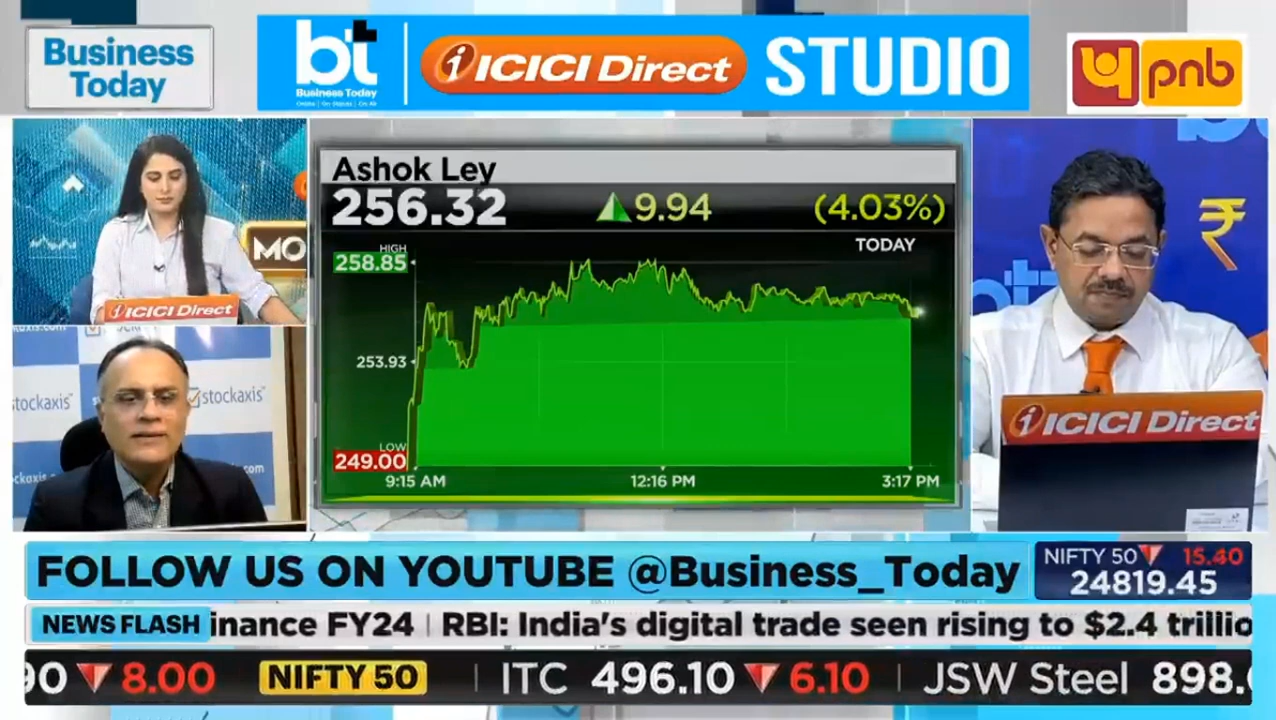 Business
Today
bt
Business Today
ICICI Direct
STUDIO
ਪ pnb
MO
ICICI Direct
Ashok Ley
256.32 9.94 (4.03%)
TODAY
HIGH
258.85
253.93
LOW
249.00
9:15 AM 12:16 PM 3:17 PM
₹
bt
ICICI Direct
stockaxis
stockaxis
FOLLOW US ON YOUTUBE @Business_Today
NIFTY 50 15.40
24819.45
NEWS FLASH inance FY24 | RBI: India's digital trade seen rising to $2.4 trillio
90 8.00 NIFTY 50 | ITC 496.10 6.10 | JSW Steel 898.